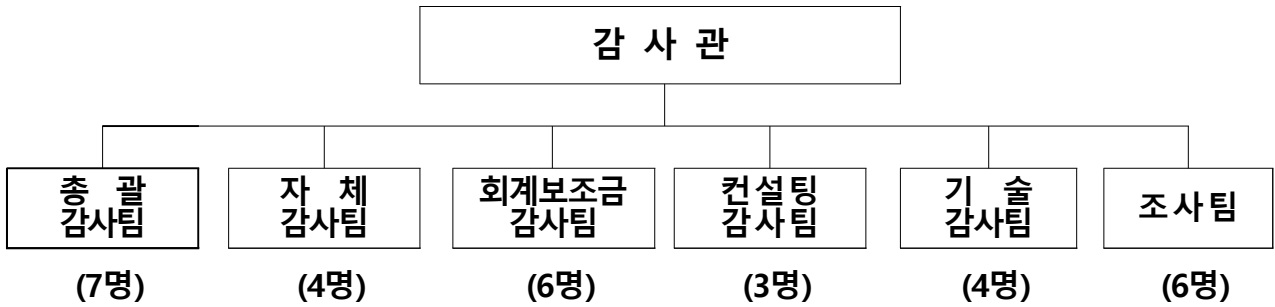 감 사 관
총 괄
감사팀
자 체
감사팀
회계보조금
감사팀
컨설팅
감사팀
기 술
감사팀
조사팀
(7명)
(4명)
(6명)
(3명)
(4명)
(6명)